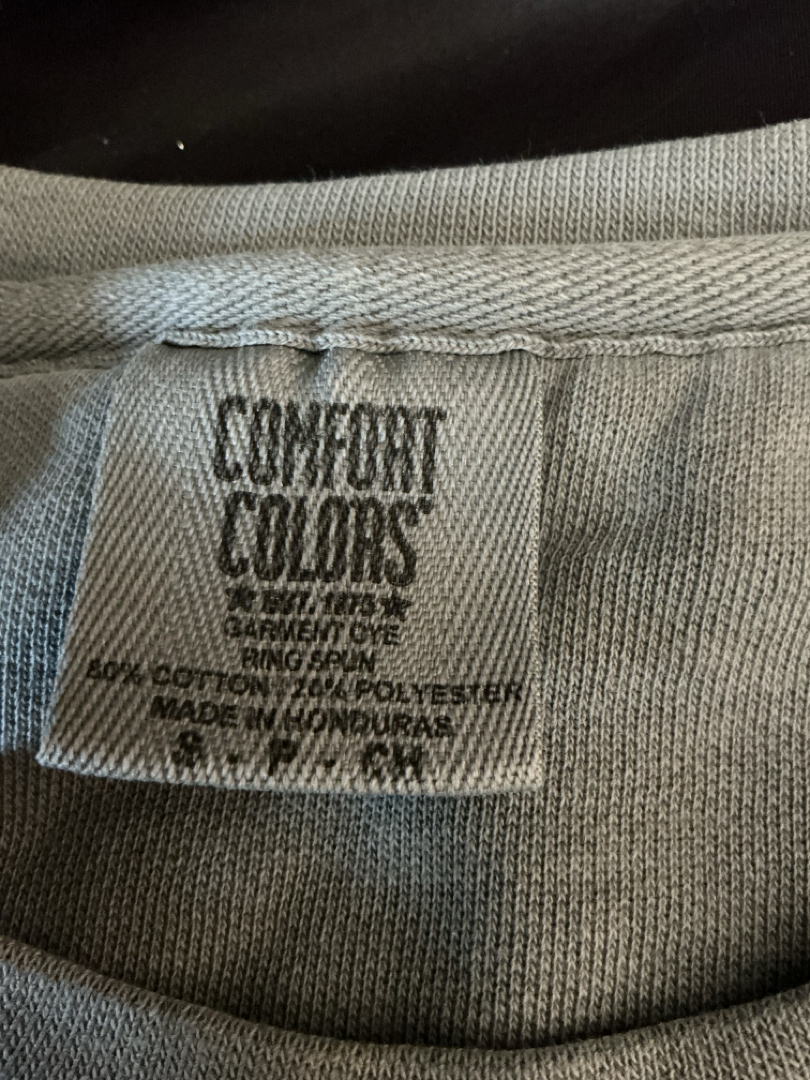 COMFORT
COLORS®
★ EST. 1975 ★
GARMENT DYE
RING SPUN
80% COTTON - 20% POLYESTER
MADE IN HONDURAS
S - P - CH